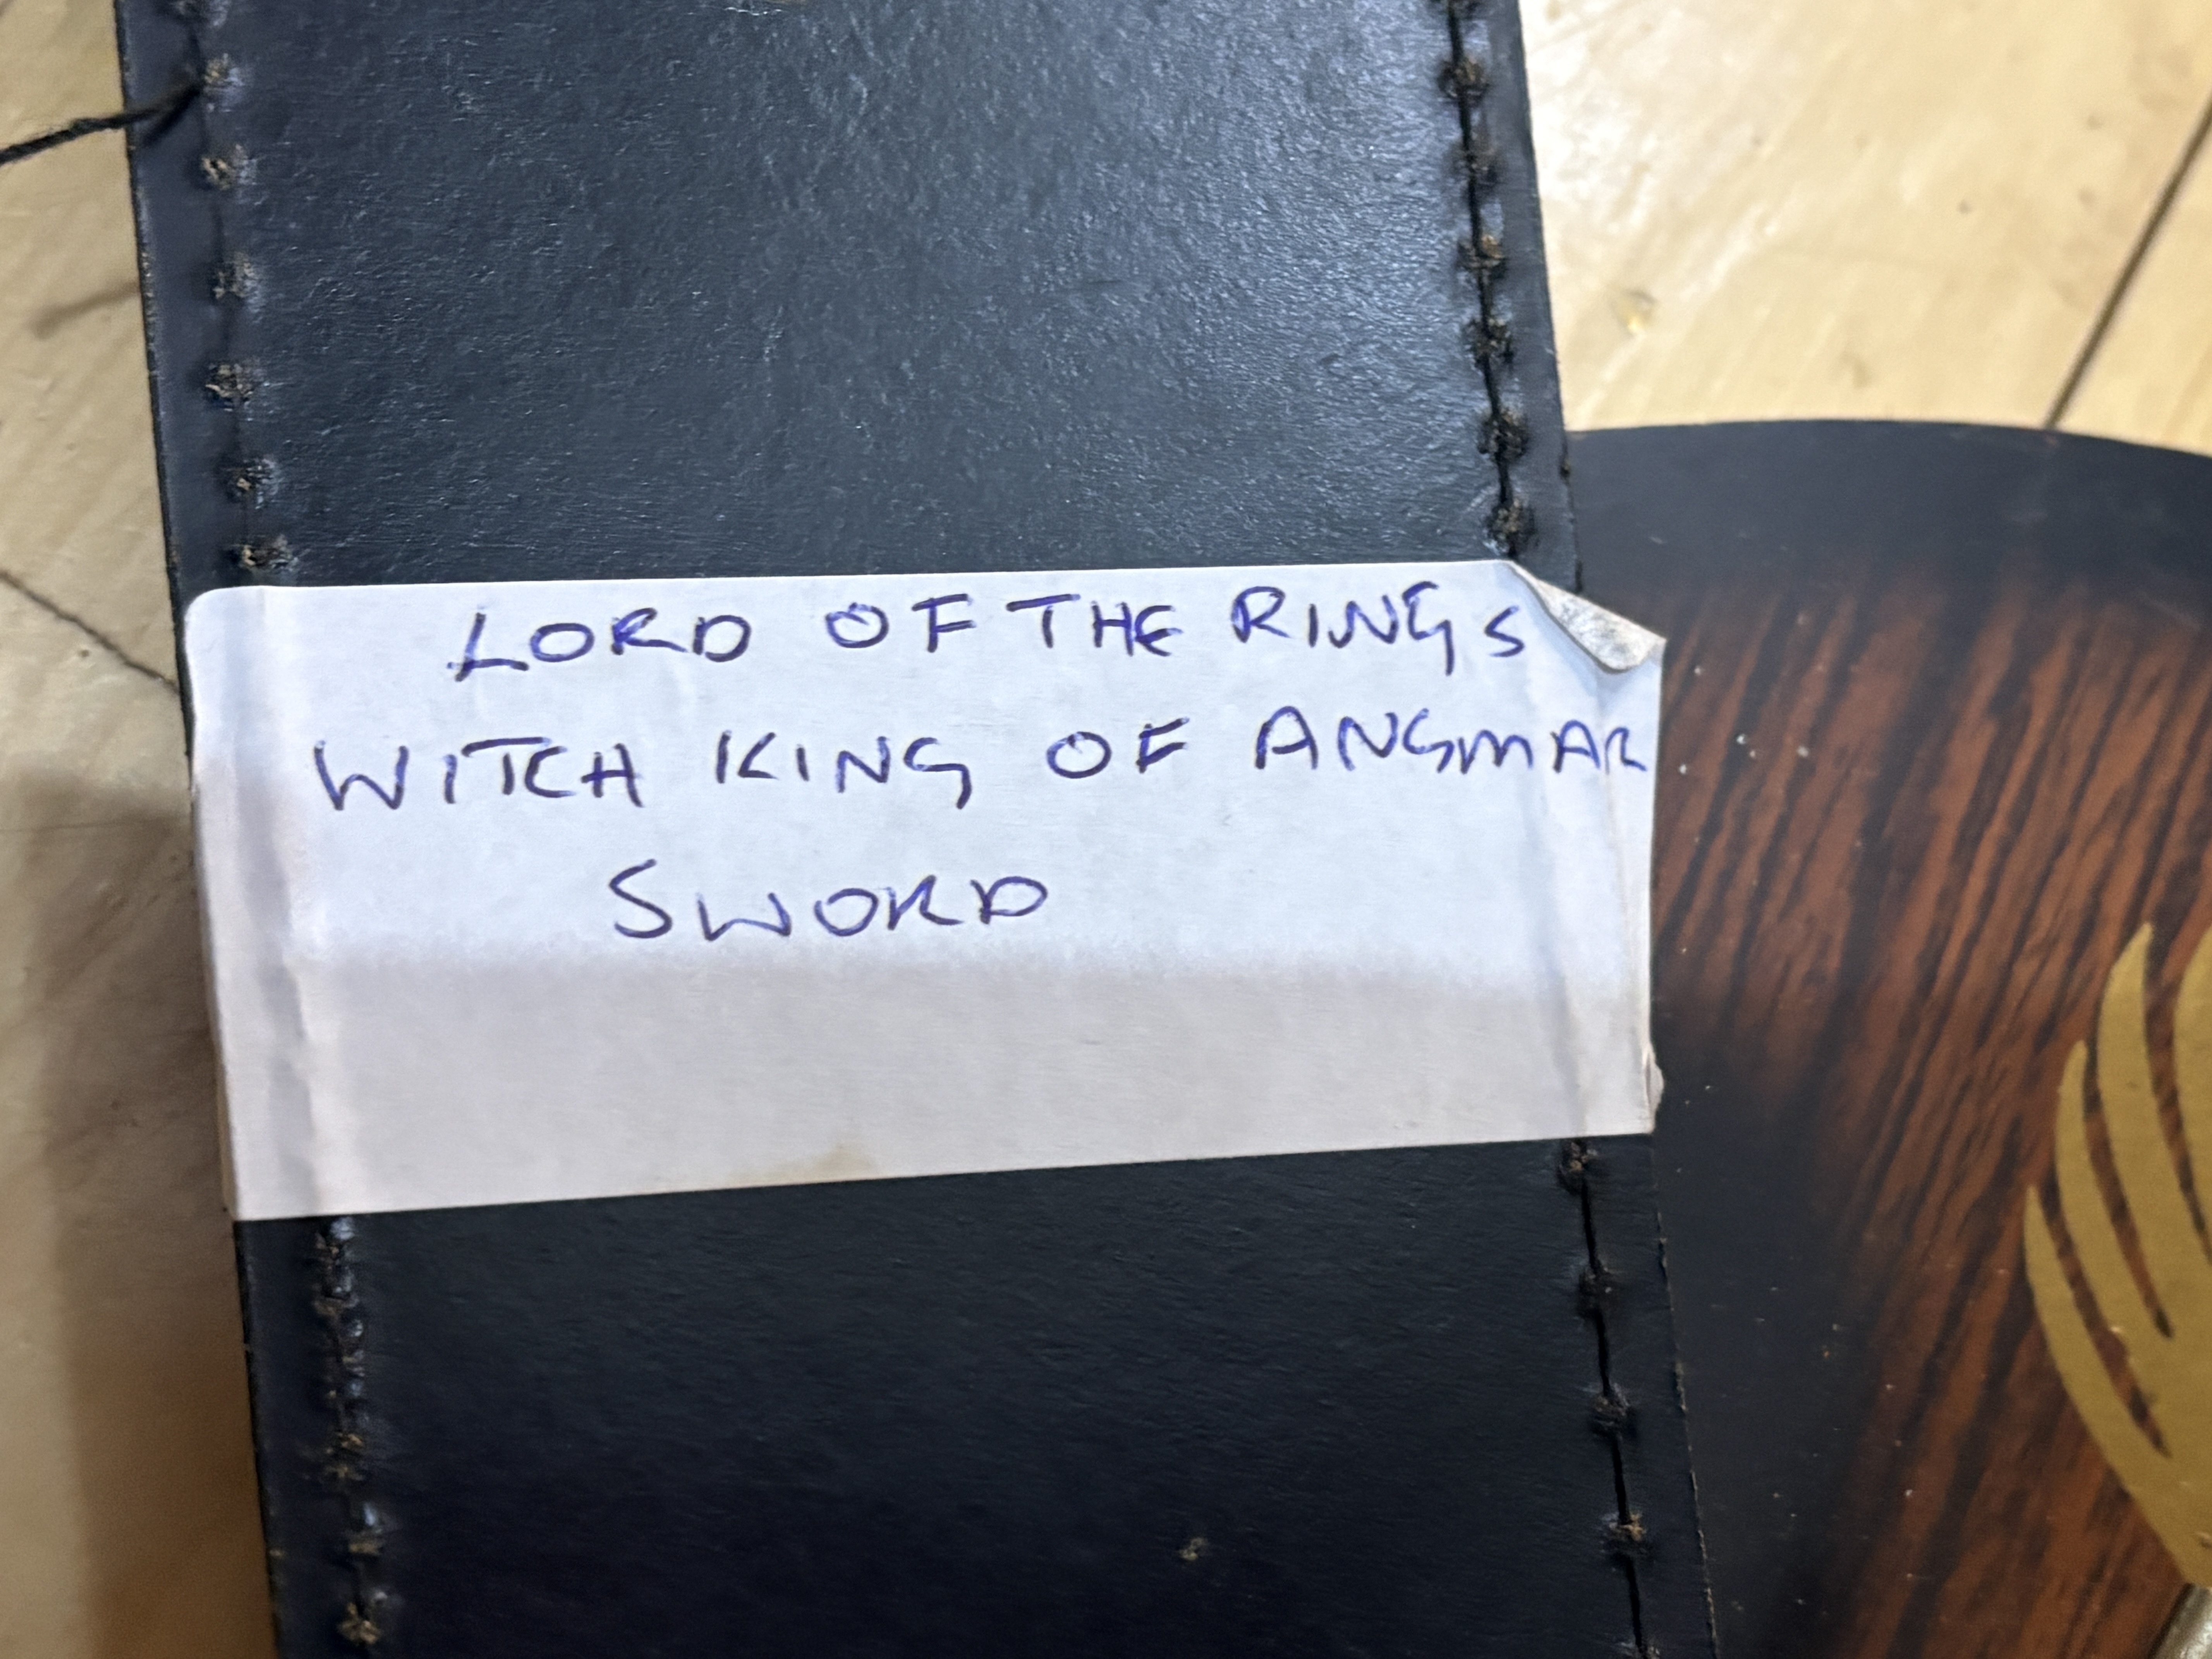 LORD OF THE RINGS
WITCH KING OF ANGMAR
SWORD